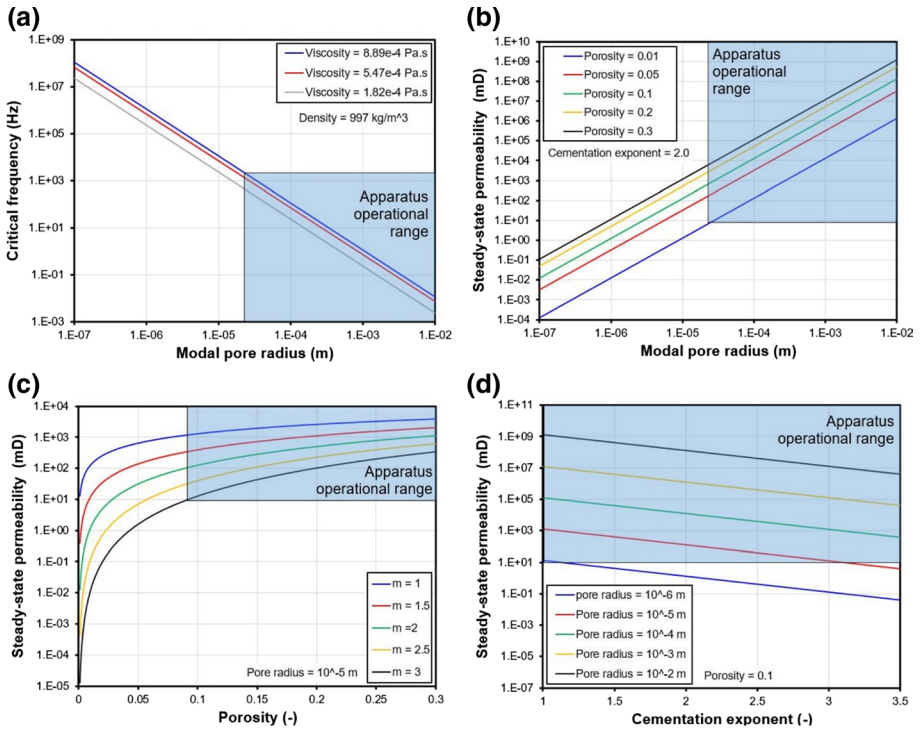 (a)
1.E+09
1.E+07
1.E+05
1.E+03
1.E+01
1.E-01
1.E-03
Critical frequency (Hz)
Viscosity = 8.89e-4 Pa.s
Viscosity = 5.47e-4 Pa.s
Viscosity = 1.82e-4 Pa.s
Density = 997 kg/m^3
Apparatus
operational
range
1.E-07 1.E-06 1.E-05 1.E-04 1.E-03 1.E-02
Modal pore radius (m)
(b)
1.E+10
1.E+09
1.E+08
1.E+07
1.E+06
1.E+05
1.E+04
1.E+03
1.E+02
1.E+01
1.E+00
1.E-01
1.E-02
1.E-03
1.E-04
Steady-state permeability (mD)
Porosity = 0.01
Porosity = 0.05
Porosity = 0.1
Porosity = 0.2
Porosity = 0.3
Cementation exponent = 2.0
Apparatus
operational
range
1.E-07 1.E-06 1.E-05 1.E-04 1.E-03 1.E-02
Modal pore radius (m)
(c)
1.E+04
1.E+03
1.E+02
1.E+01
1.E+00
1.E-01
1.E-02
1.E-03
1.E-04
1.E-05
Steady-state permeability (mD)
Apparatus
operational range
m = 1
m = 1.5
m =2
m = 2.5
m = 3
Pore radius = 10^-5 m
0 0.05 0.1 0.15 0.2 0.25 0.3
Porosity (-)
(d)
1.E+11
1.E+09
1.E+07
1.E+05
1.E+03
1.E+01
1.E-01
1.E-03
1.E-05
1.E-07
Steady-state permeability (mD)
Apparatus
operational range
pore radius = 10^-6 m
Pore radius = 10^-5 m
Pore radius = 10^-4 m
Pore radius = 10^-3 m
Pore radius = 10^-2 m
Porosity = 0.1
1 1.5 2 2.5 3 3.5
Cementation exponent (-)